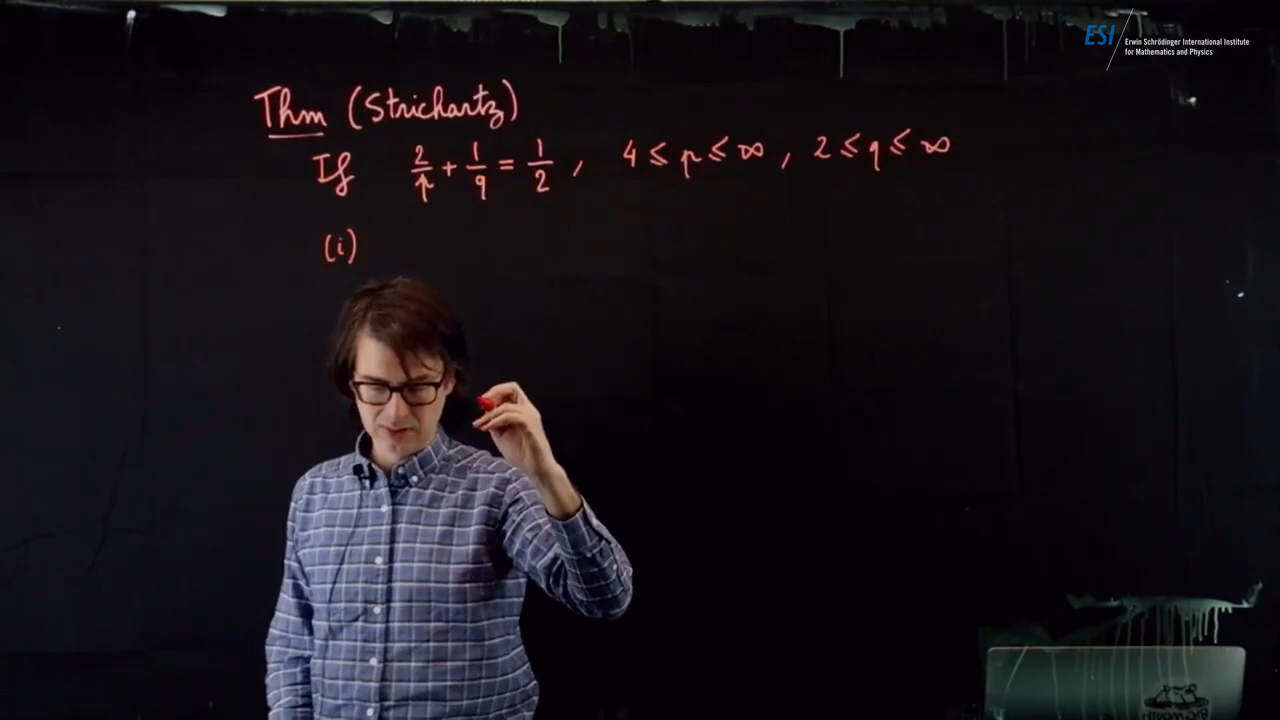 ESI Erwin Schrödinger International Institute
for Mathematics and Physics
Thm (Strichartz)
If 2/p + 1/q = 1/2 , 4 ≤ p ≤ ∞ , 2 ≤ q ≤ ∞
(i)